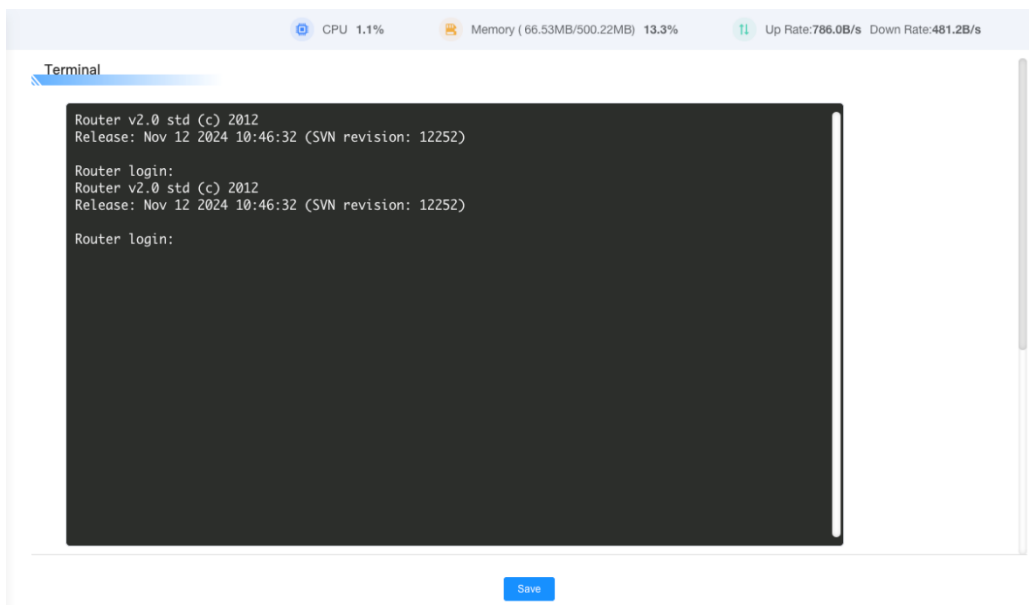 CPU 1.1% Memory ( 66.53MB/500.22MB) 13.3% Up Rate:786.0B/s Down Rate:481.2B/s
Terminal
Router v2.0 std (c) 2012
Release: Nov 12 2024 10:46:32 (SVN revision: 12252)
Router login:
Router v2.0 std (c) 2012
Release: Nov 12 2024 10:46:32 (SVN revision: 12252)
Router login:
Save